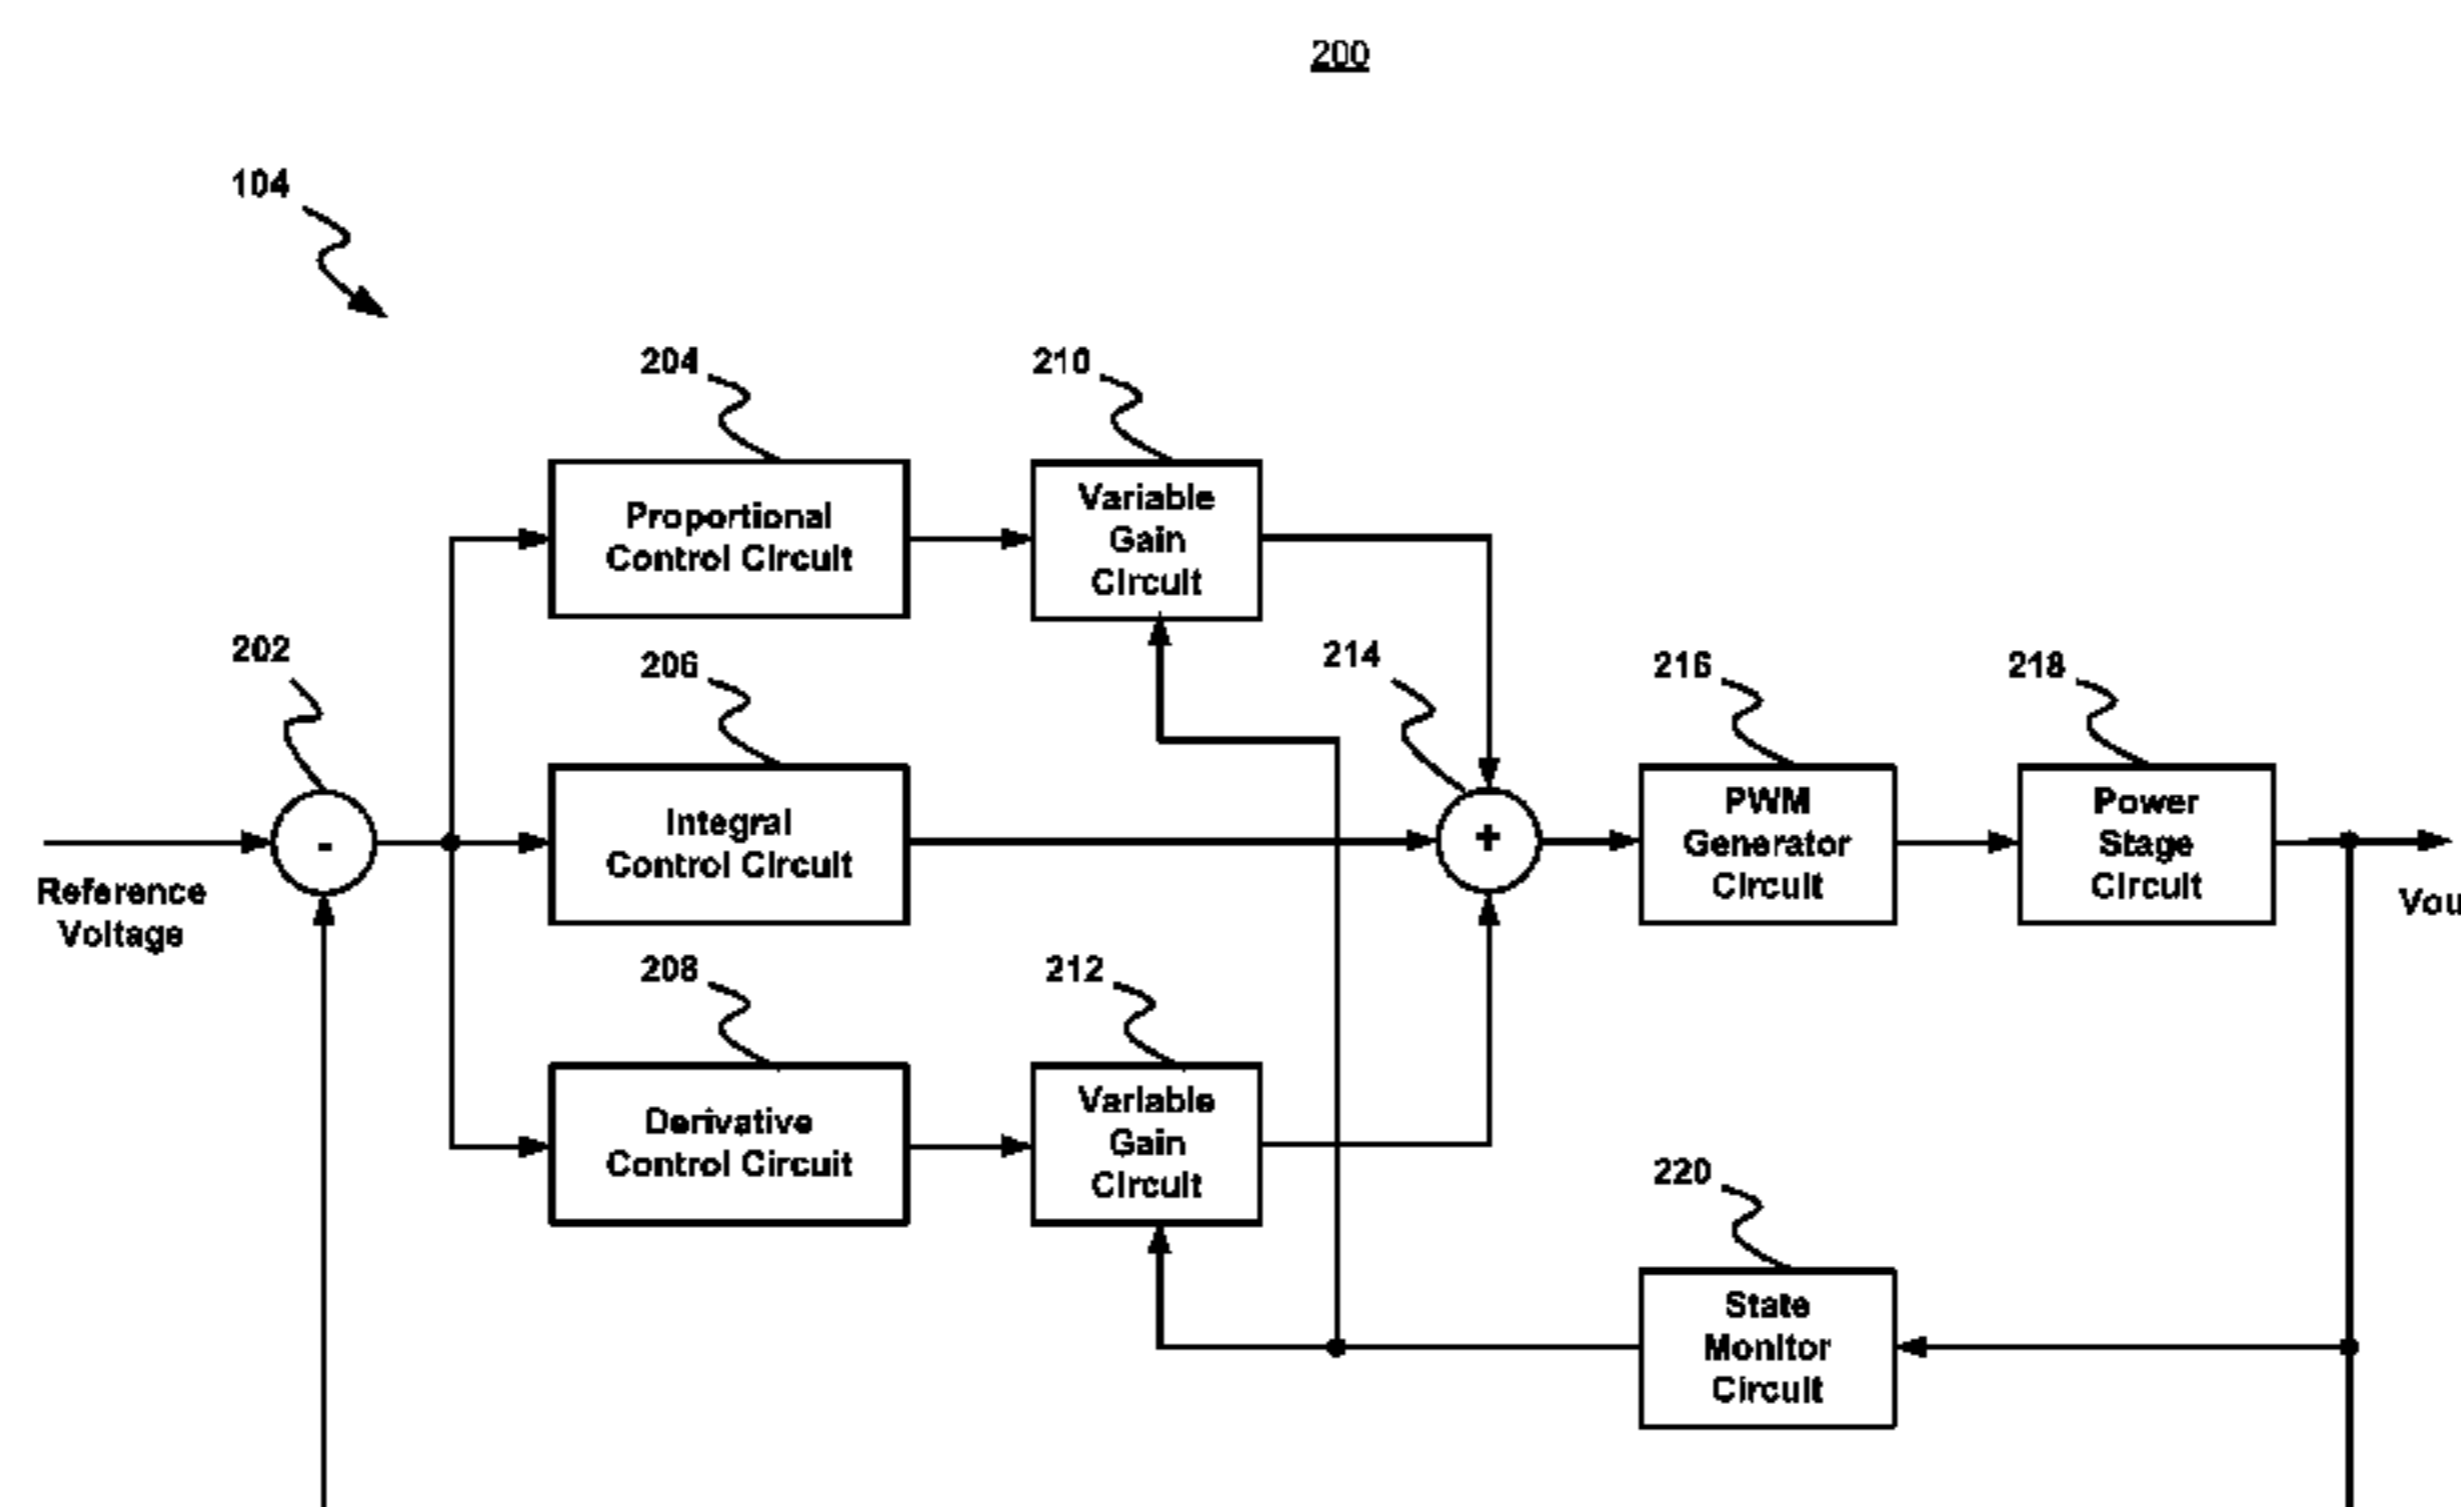 200
104
204
210
Proportional
Control Circuit
Variable
Gain
Circuit
202
206
214
216
218
-
Integral
Control Circuit
+
PWM
Generator
Circuit
Power
Stage
Circuit
Reference
Voltage
Vou
208
212
Derivative
Control Circuit
Variable
Gain
Circuit
220
State
Monitor
Circuit